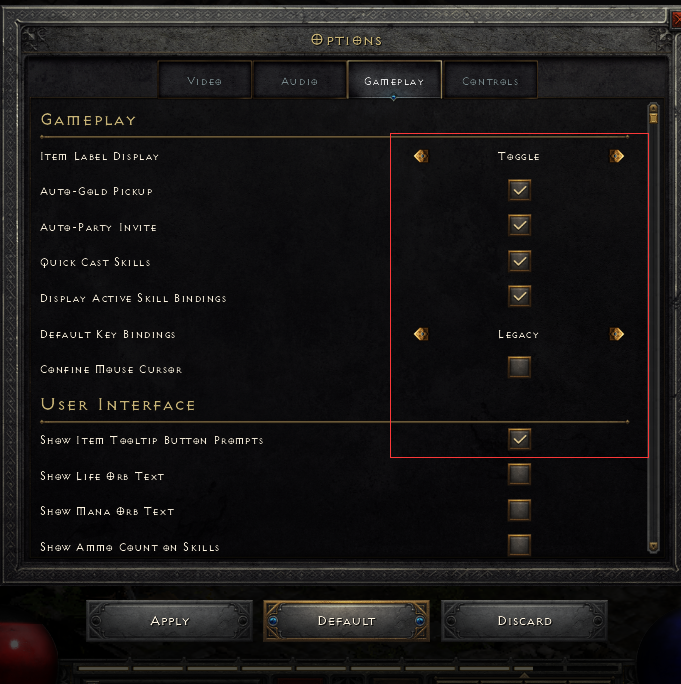 Options
Video Audio Gameplay Controls
Gameplay
Item Label Display Toggle
Auto-Gold Pickup
Auto-Party Invite
Quick Cast Skills
Display Active Skill Bindings
Default Key Bindings Legacy
Confine Mouse Cursor
User Interface
Show Item Tooltip Button Prompts
Show Life Orb Text
Show Mana Orb Text
Show Ammo Count on Skills
Apply Default Discard